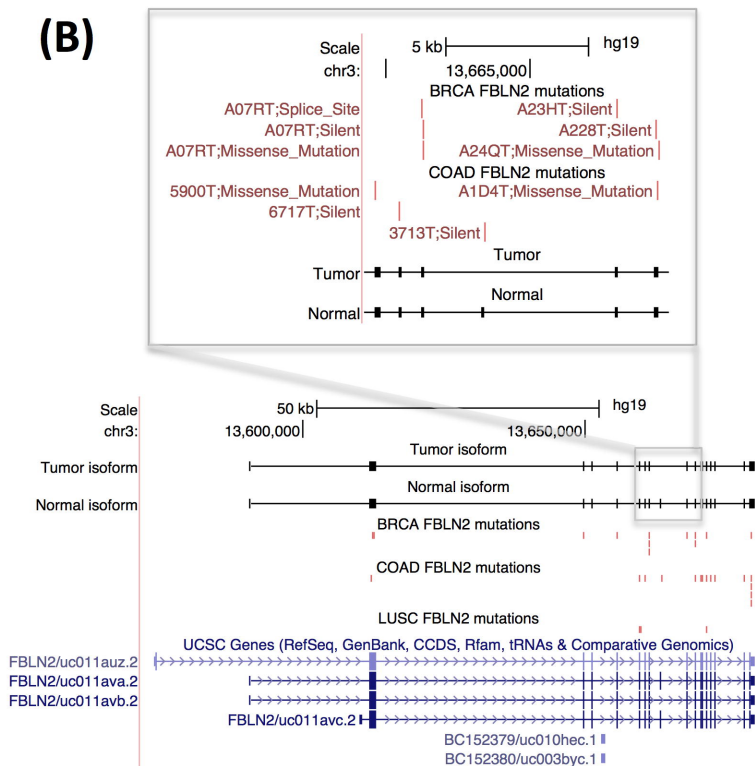 (B)
Scale 5 kb hg19
chr3: 13,665,000
BRCA FBLN2 mutations
A07RT;Splice_Site A23HT;Silent
A07RT;Silent A228T;Silent
A07RT;Missense_Mutation A24QT;Missense_Mutation
COAD FBLN2 mutations
5900T;Missense_Mutation A1D4T;Missense_Mutation
6717T;Silent
3713T;Silent
Tumor
Tumor
Normal
Normal
Scale 50 kb hg19
chr3: 13,600,000 13,650,000
Tumor isoform
Tumor isoform
Normal isoform
Normal isoform
BRCA FBLN2 mutations
COAD FBLN2 mutations
LUSC FBLN2 mutations
UCSC Genes (RefSeq, GenBank, CCDS, Rfam, tRNAs & Comparative Genomics)
FBLN2/uc011auz.2
FBLN2/uc011ava.2
FBLN2/uc011avb.2
FBLN2/uc011avc.2
BC152379/uc010hec.1
BC152380/uc003byc.1